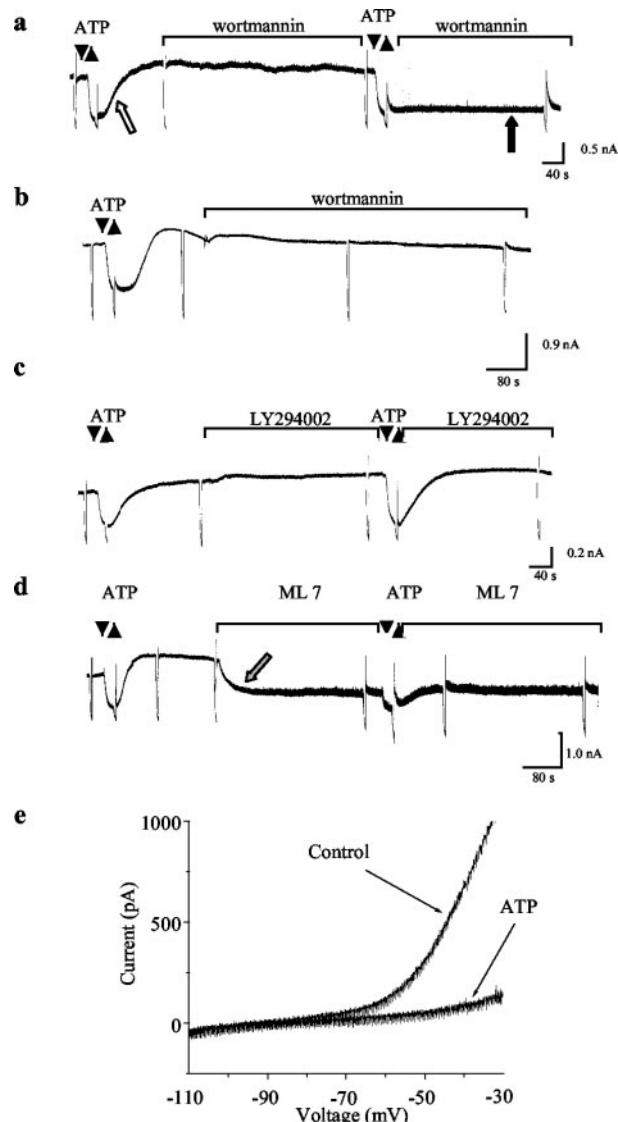 a
ATP wortmannin ATP wortmannin
0.5 nA
40 s
b
ATP wortmannin
0.9 nA
80 s
c
ATP LY294002 ATP LY294002
0.2 nA
40 s
d
ATP ML 7 ATP ML 7
1.0 nA
80 s
e
1000
Control
ATP
500
Current (pA)
0
-110 -90 -70 -50 -30
Voltage (mV)